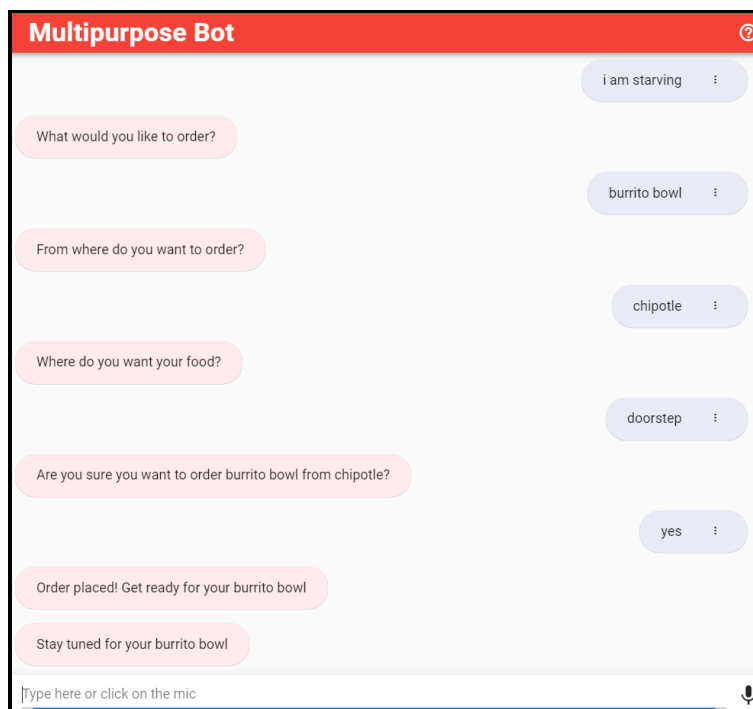 Multipurpose Bot
i am starving
What would you like to order?
burrito bowl
From where do you want to order?
chipotle
Where do you want your food?
doorstep
Are you sure you want to order burrito bowl from chipotle?
yes
Order placed! Get ready for your burrito bowl
Stay tuned for your burrito bowl
Type here or click on the mic